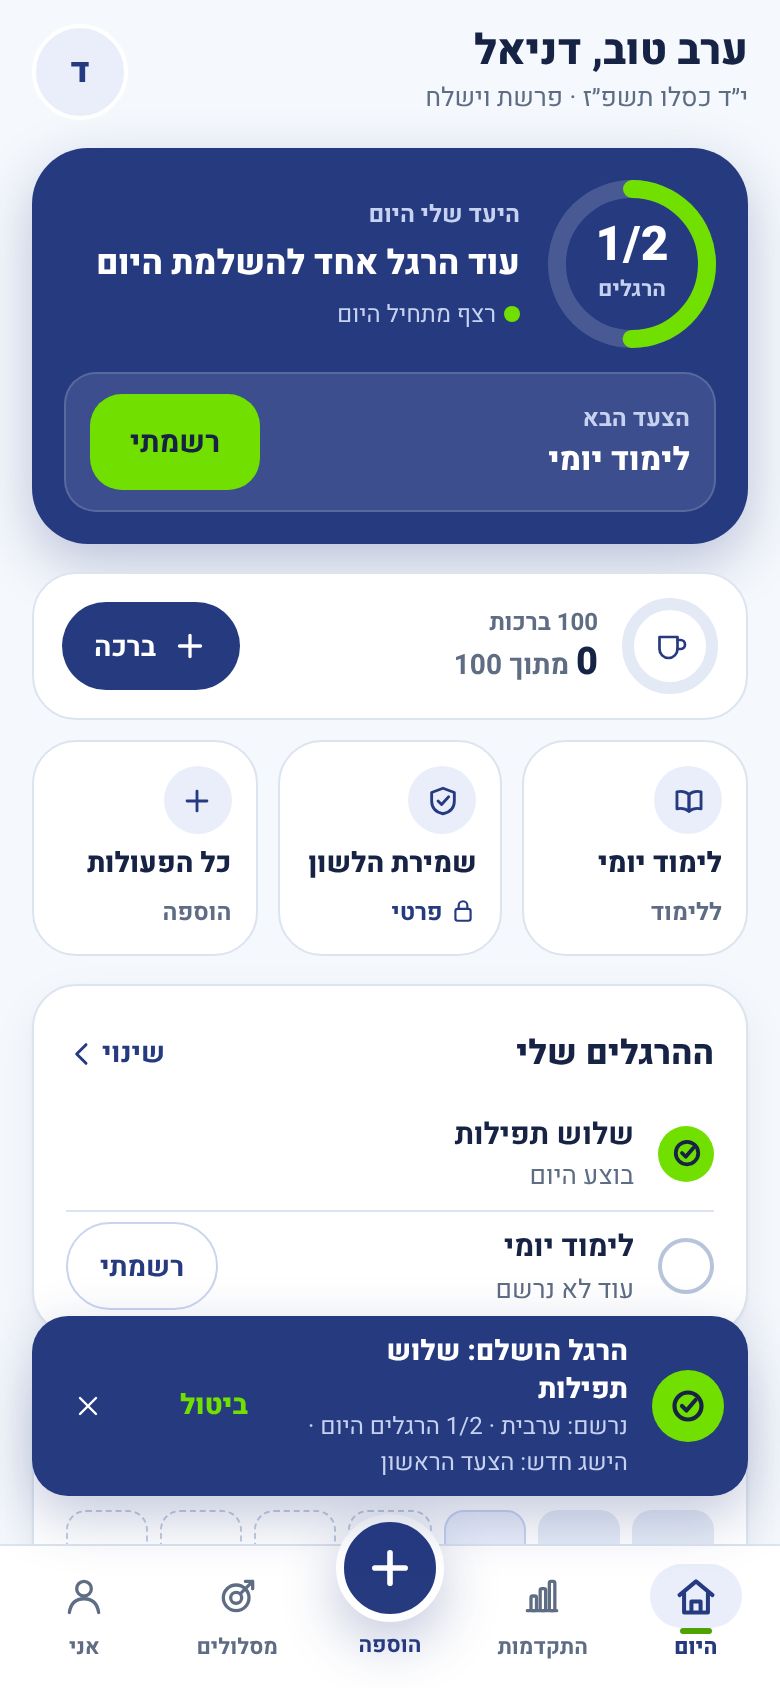 ערב טוב, דניאל
י״ד כסלו תשפ״ז · פרשת וישלח
ד
1/2
הרגלים
היעד שלי היום
עוד הרגל אחד להשלמת היום
רצף מתחיל היום
הצעד הבא
לימוד יומי
רשמתי
100 ברכות
0 מתוך 100
ברכה
לימוד יומי
ללימוד
שמירת הלשון
פרטי
כל הפעולות
הוספה
ההרגלים שלי
שינוי
שלוש תפילות
בוצע היום
לימוד יומי
עוד לא נרשם
רשמתי
הרגל הושלם: שלוש
תפילות
נרשם: ערבית · 1/2 הרגלים היום ·
הישג חדש: הצעד הראשון
ביטול
היום
התקדמות
הוספה
מסלולים
אני